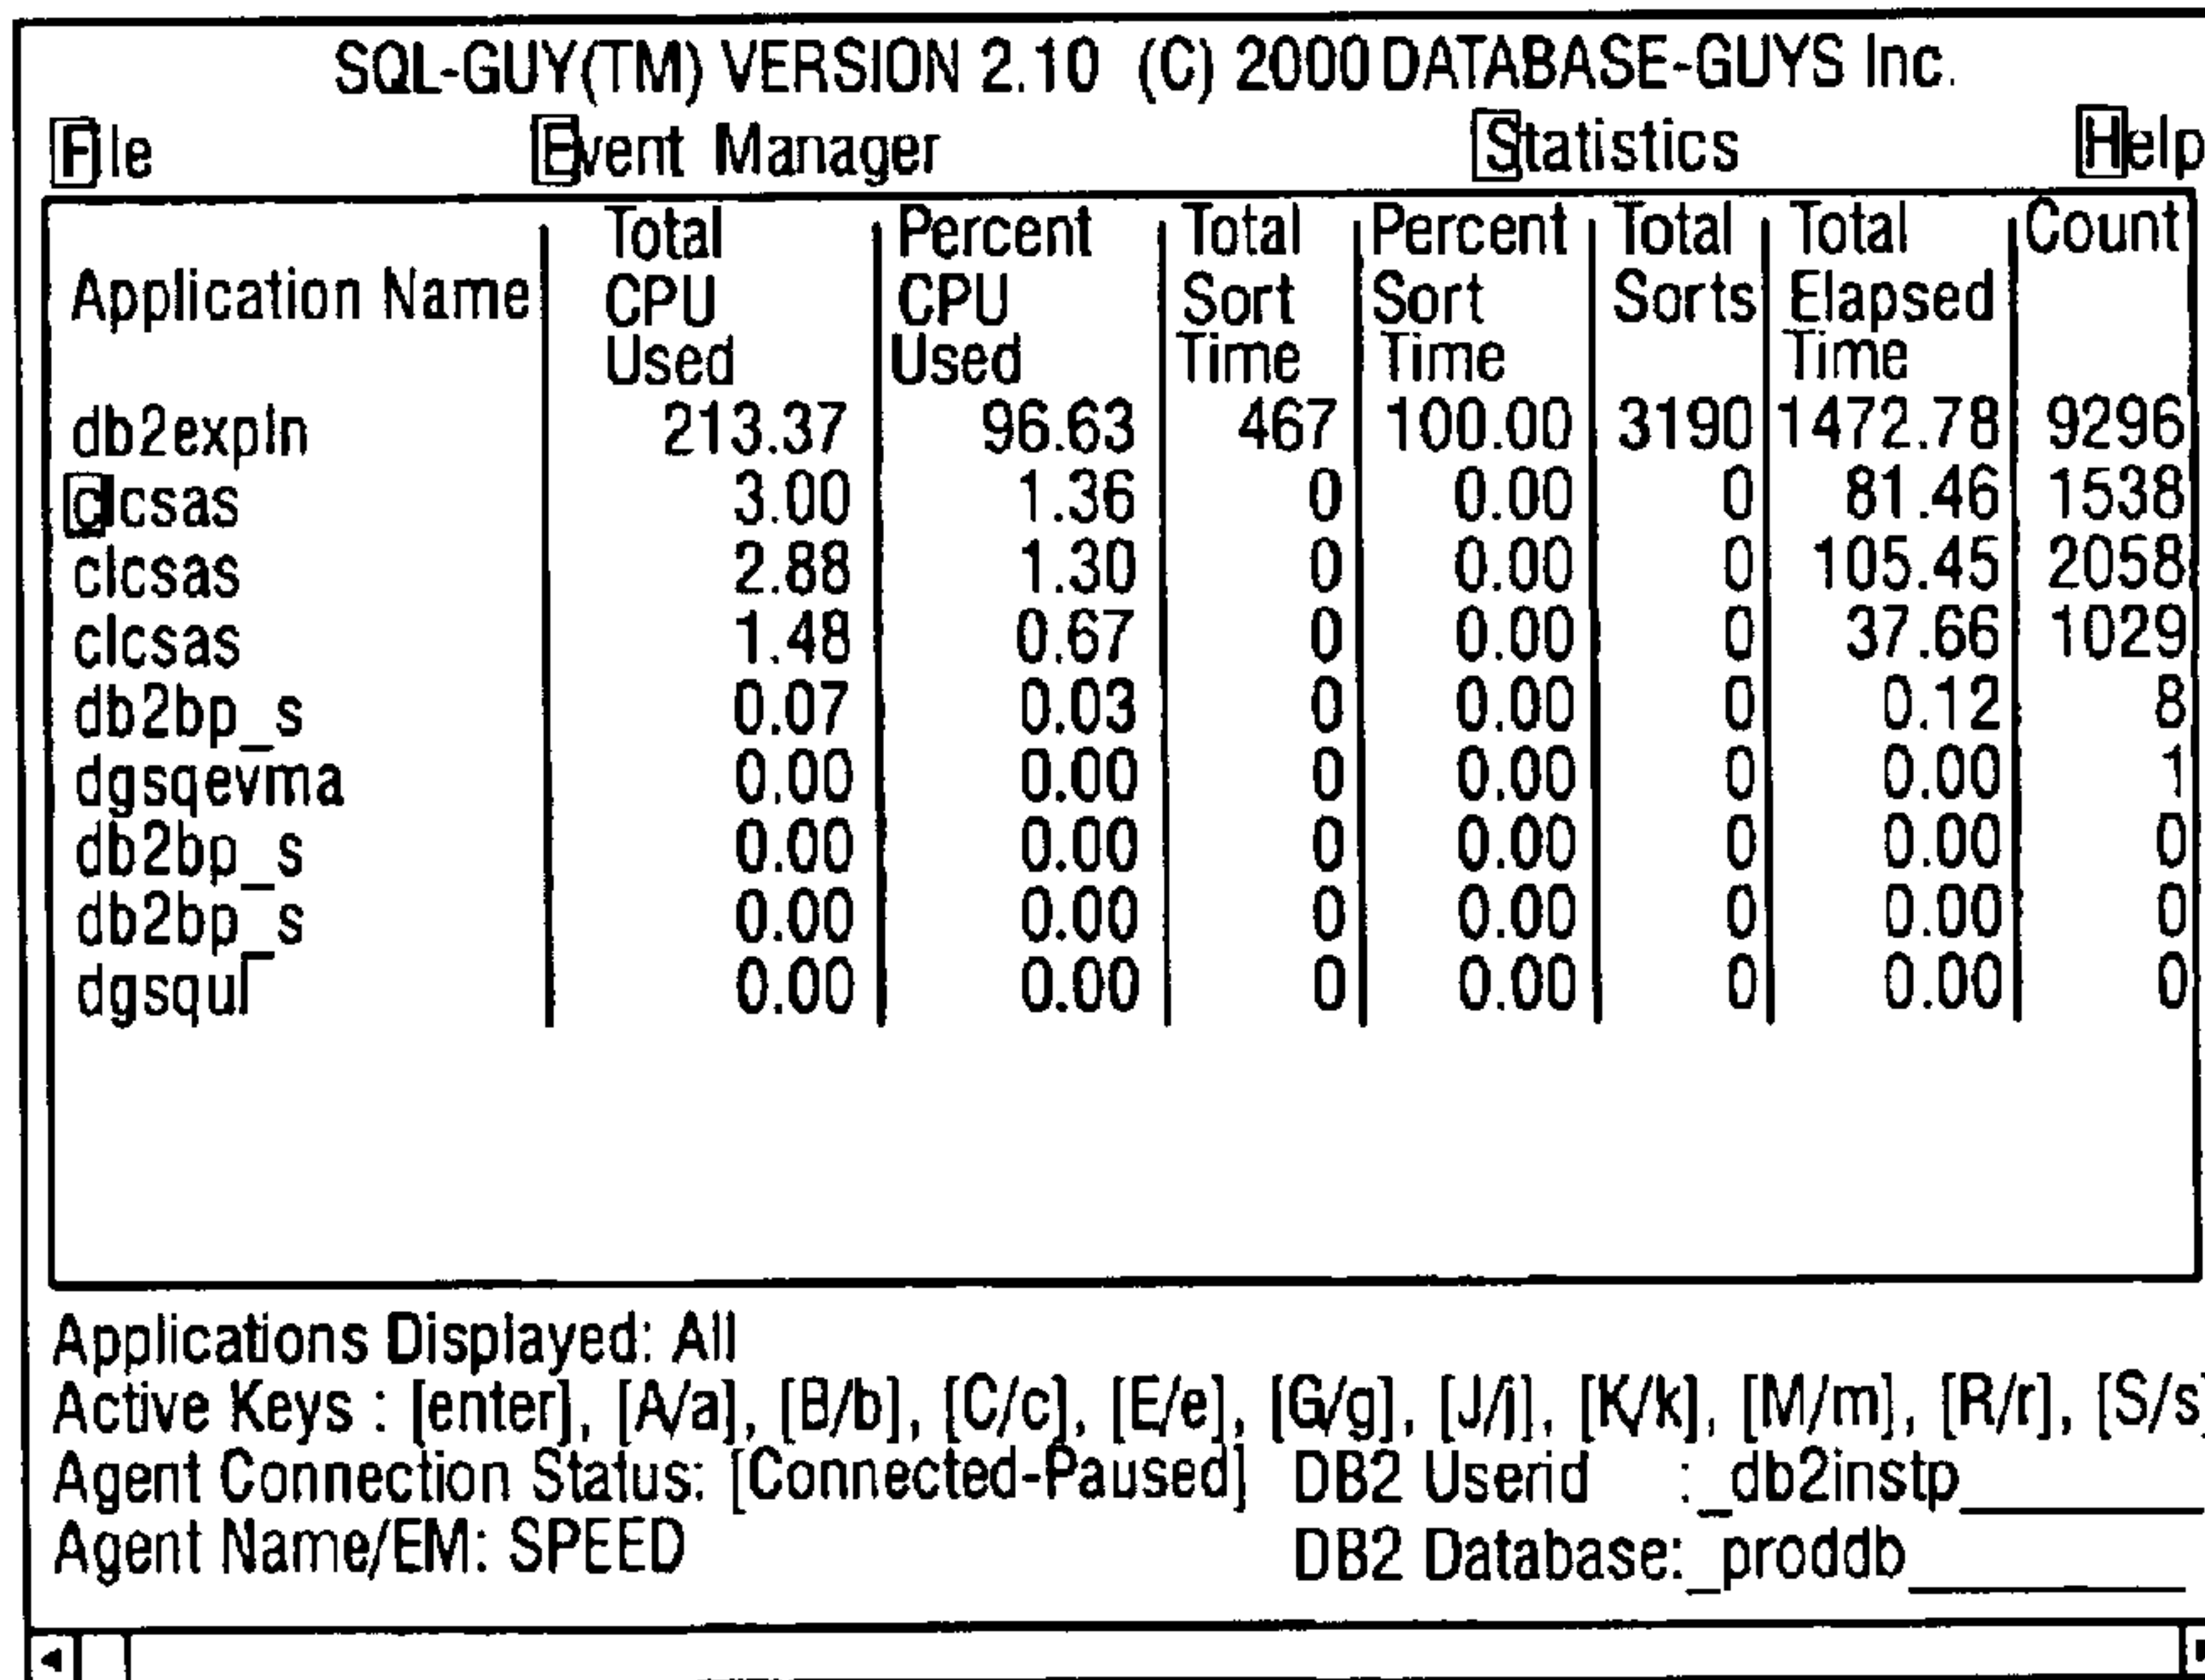 SQL-GUY(TM) VERSION 2.10 (C) 2000 DATABASE-GUYS Inc.
File Event Manager Statistics Help
Total Percent Total Percent Total Total Count
Application Name CPU CPU Sort Sort Sorts Elapsed
Used Used Time Time Time
db2expln 213.37 96.63 467 100.00 3190 1472.78 9296
clcsas 3.00 1.36 0 0.00 0 81.46 1538
clcsas 2.88 1.30 0 0.00 0 105.45 2058
clcsas 1.48 0.67 0 0.00 0 37.66 1029
db2bp_s 0.07 0.03 0 0.00 0 0.12 8
dgsqevma 0.00 0.00 0 0.00 0 0.00 1
db2bp_s 0.00 0.00 0 0.00 0 0.00 0
db2bp_s 0.00 0.00 0 0.00 0 0.00 0
dgsqul 0.00 0.00 0 0.00 0 0.00 0
Applications Displayed: All
Active Keys : [enter], [A/a], [B/b], [C/c], [E/e], [G/g], [J/j], [K/k], [M/m], [R/r], [S/s]
Agent Connection Status: [Connected-Paused] DB2 Userid :_db2instp
Agent Name/EM: SPEED DB2 Database:_proddb